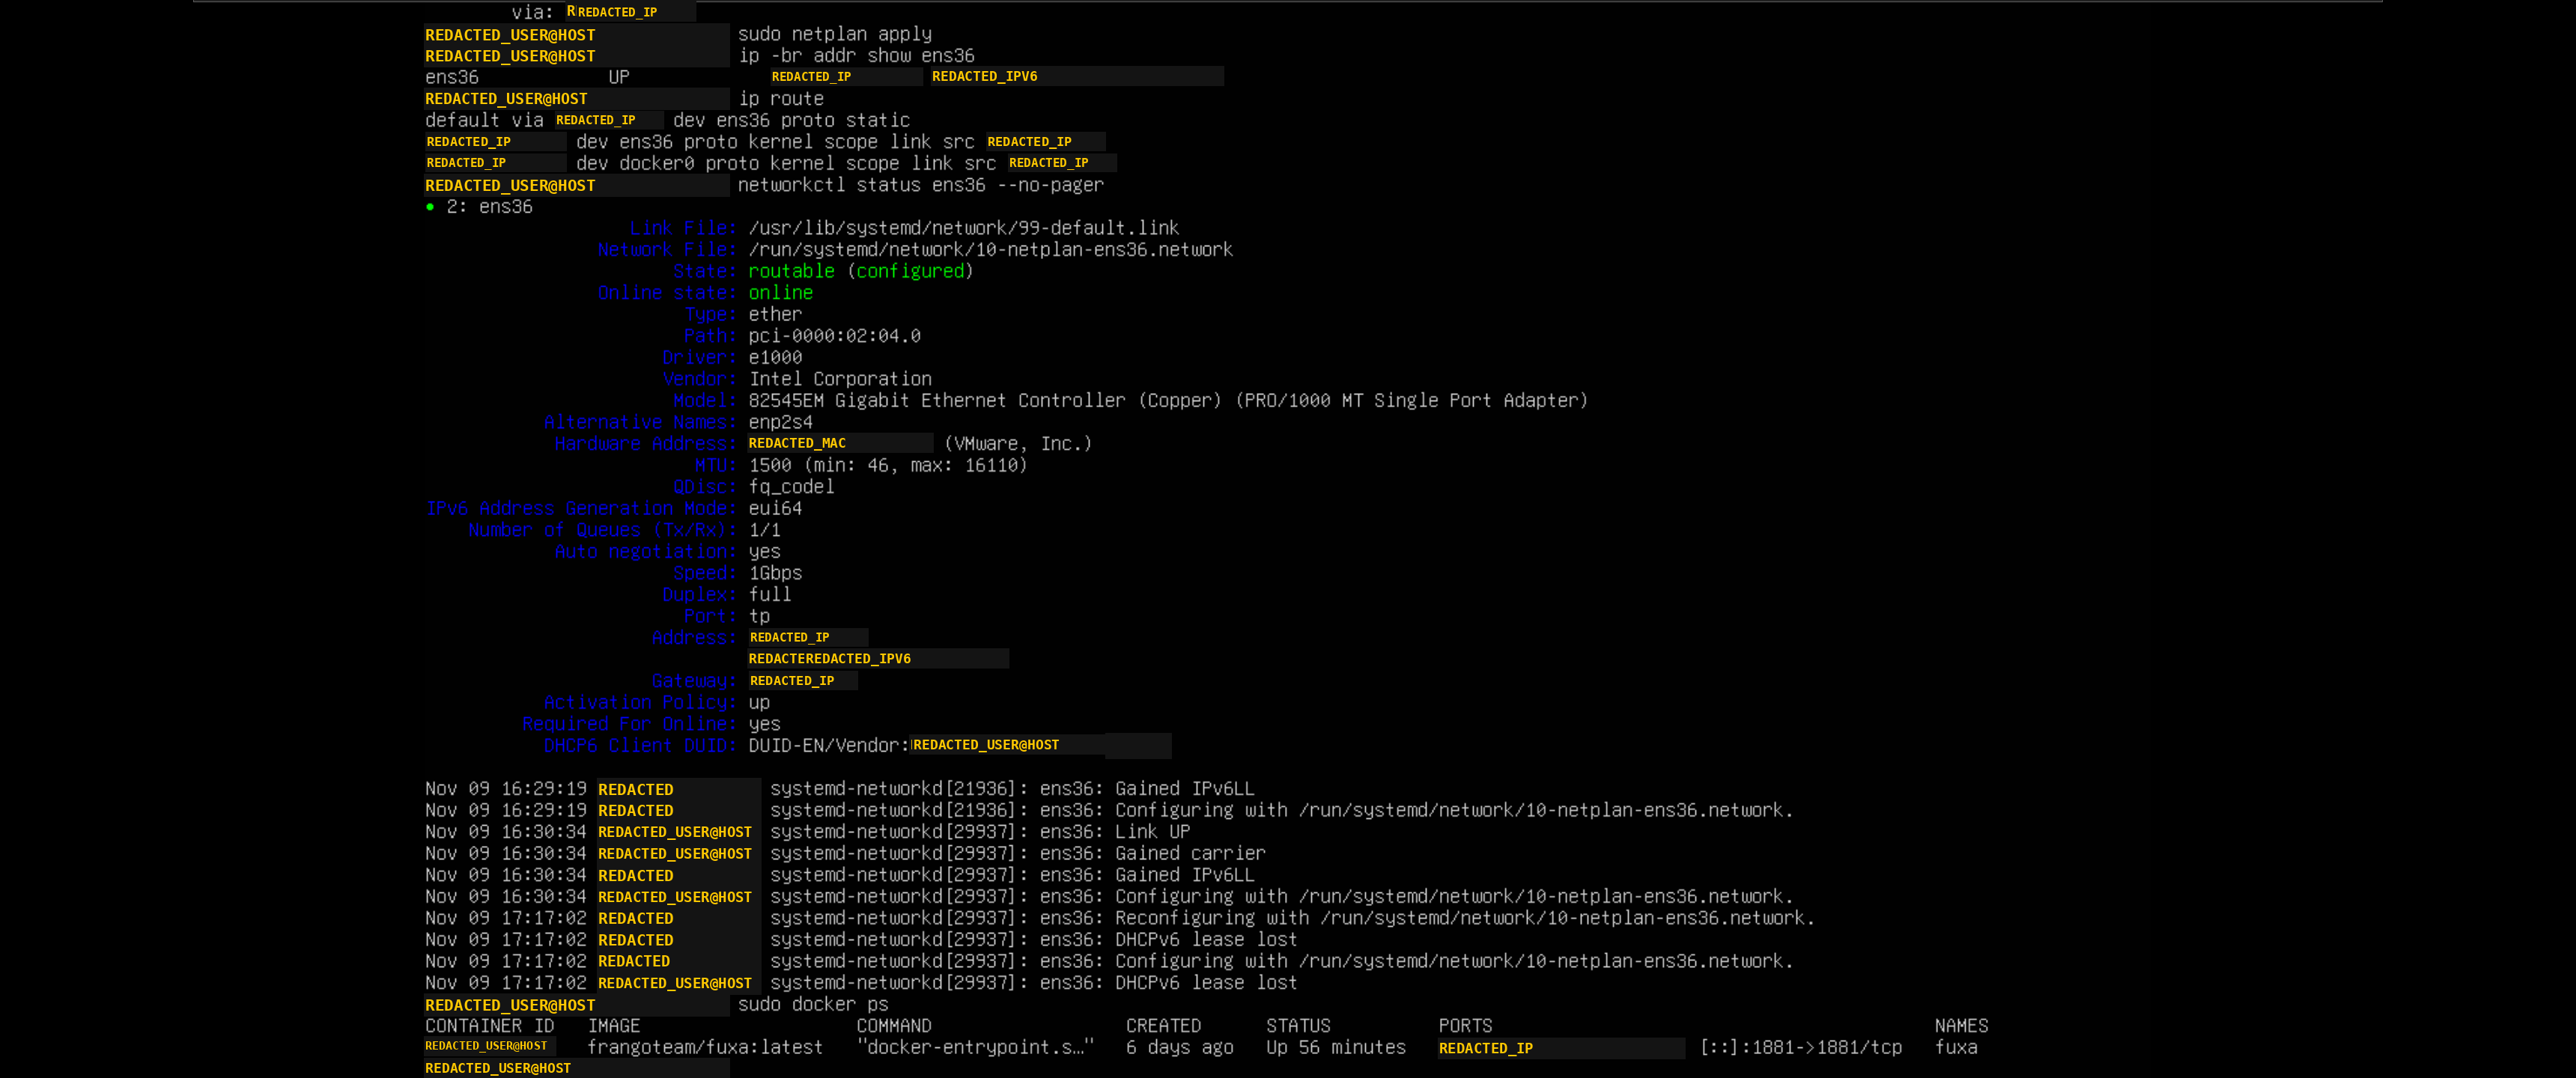 via: REDACTED_IP
REDACTED_USER@HOST sudo netplan apply
REDACTED_USER@HOST ip -br addr show ens36
ens36 UP REDACTED_IP REDACTED_IPV6
REDACTED_USER@HOST ip route
default via REDACTED_IP dev ens36 proto static
REDACTED_IP dev ens36 proto kernel scope link src REDACTED_IP
REDACTED_IP dev docker0 proto kernel scope link src REDACTED_IP
REDACTED_USER@HOST networkctl status ens36 --no-pager
● 2: ens36
Link File: /usr/lib/systemd/network/99-default.link
Network File: /run/systemd/network/10-netplan-ens36.network
State: routable (configured)
Online state: online
Type: ether
Path: pci-0000:02:04.0
Driver: e1000
Vendor: Intel Corporation
Model: 82545EM Gigabit Ethernet Controller (Copper) (PRO/1000 MT Single Port Adapter)
Alternative Names: enp2s4
Hardware Address: REDACTED_MAC (VMware, Inc.)
MTU: 1500 (min: 46, max: 16110)
QDisc: fq_codel
IPv6 Address Generation Mode: eui64
Number of Queues (Tx/Rx): 1/1
Auto negotiation: yes
Speed: 1Gbps
Duplex: full
Port: tp
Address: REDACTED_IP
REDACTEREDACTED_IPV6
Gateway: REDACTED_IP
Activation Policy: up
Required For Online: yes
DHCP6 Client DUID: DUID-EN/Vendor:REDACTED_USER@HOST
Nov 09 16:29:19 REDACTED systemd-networkd[21936]: ens36: Gained IPv6LL
Nov 09 16:29:19 REDACTED systemd-networkd[21936]: ens36: Configuring with /run/systemd/network/10-netplan-ens36.network.
Nov 09 16:30:34 REDACTED_USER@HOST systemd-networkd[29937]: ens36: Link UP
Nov 09 16:30:34 REDACTED_USER@HOST systemd-networkd[29937]: ens36: Gained carrier
Nov 09 16:30:34 REDACTED systemd-networkd[29937]: ens36: Gained IPv6LL
Nov 09 16:30:34 REDACTED_USER@HOST systemd-networkd[29937]: ens36: Configuring with /run/systemd/network/10-netplan-ens36.network.
Nov 09 17:17:02 REDACTED systemd-networkd[29937]: ens36: Reconfiguring with /run/systemd/network/10-netplan-ens36.network.
Nov 09 17:17:02 REDACTED systemd-networkd[29937]: ens36: DHCPv6 lease lost
Nov 09 17:17:02 REDACTED systemd-networkd[29937]: ens36: Configuring with /run/systemd/network/10-netplan-ens36.network.
Nov 09 17:17:02 REDACTED_USER@HOST systemd-networkd[29937]: ens36: DHCPv6 lease lost
REDACTED_USER@HOST sudo docker ps
CONTAINER ID IMAGE COMMAND CREATED STATUS PORTS NAMES
REDACTED_USER@HOST frangoteam/fuxa:latest "docker-entrypoint.s…" 6 days ago Up 56 minutes REDACTED_IP [::]:1881->1881/tcp fuxa
REDACTED_USER@HOST